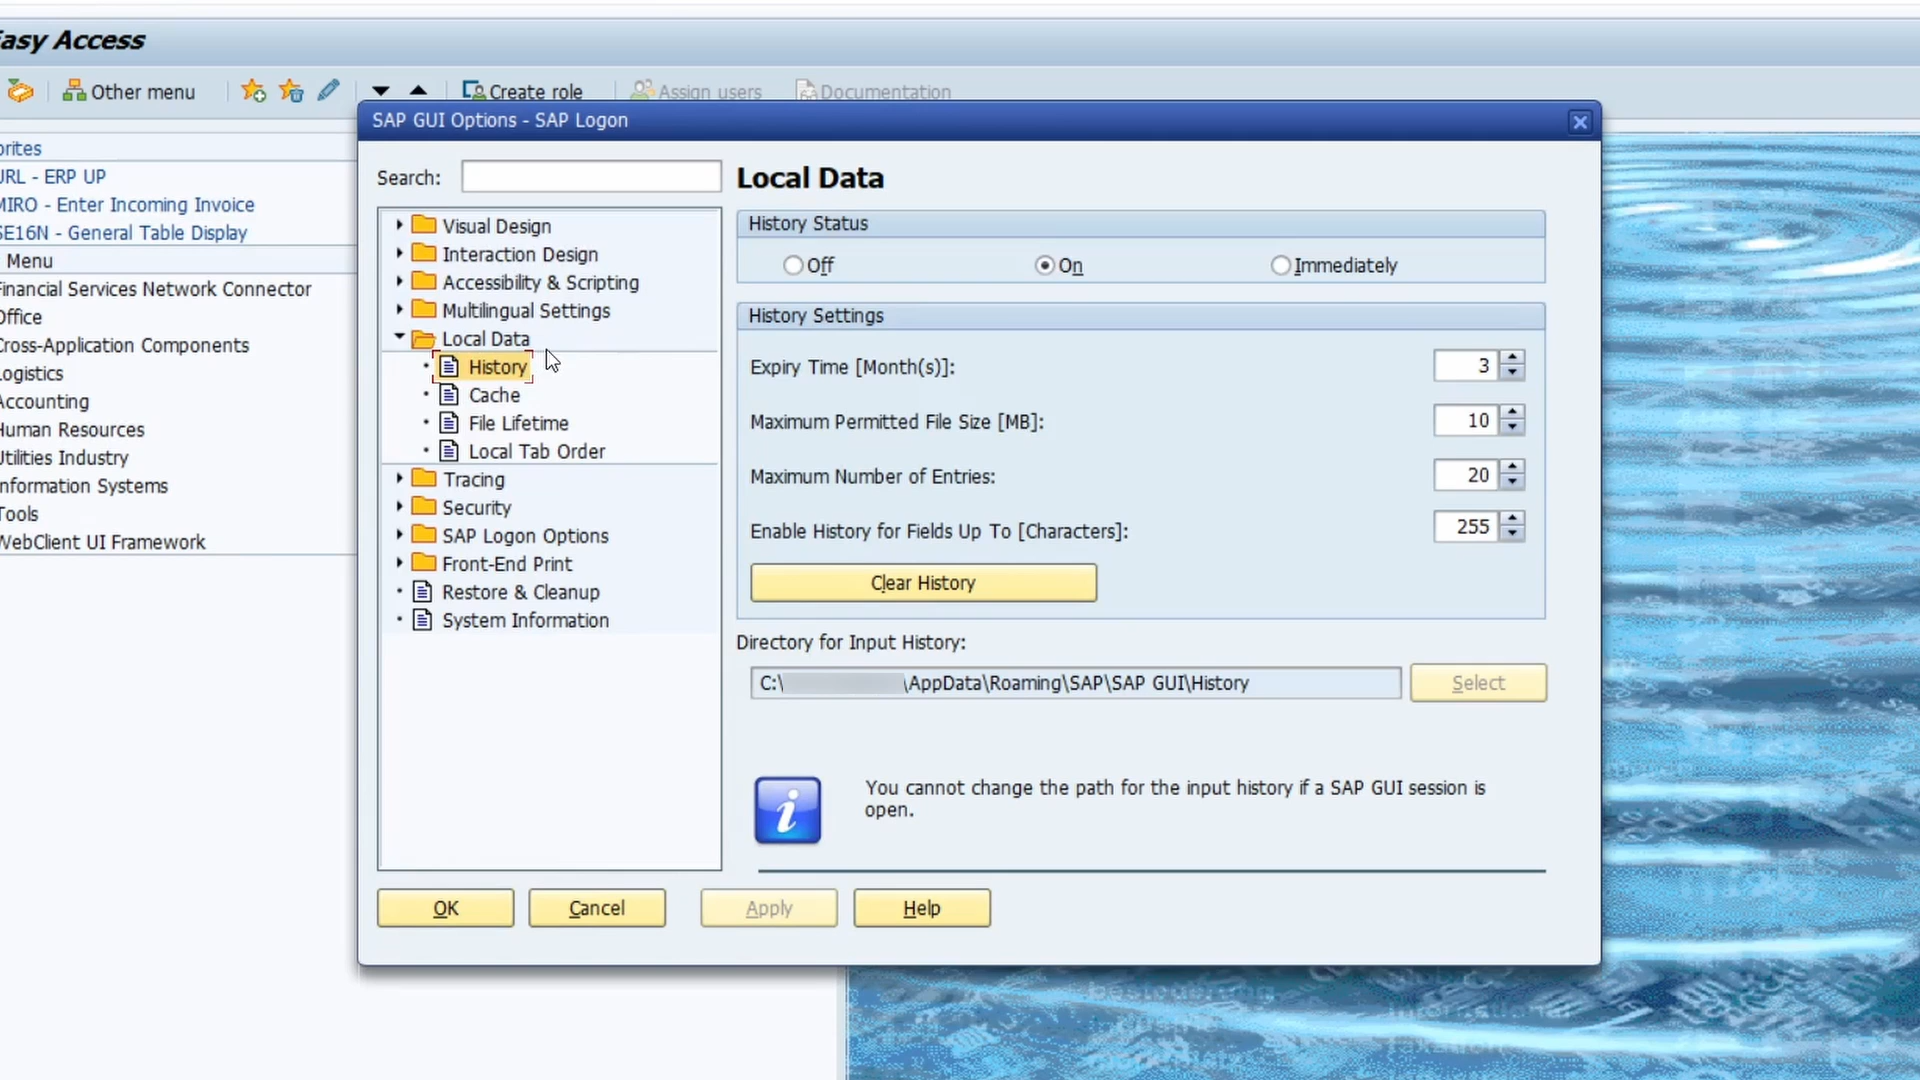 Easy Access
Other menu
Create role
Assign users
Documentation
orites
URL - ERP UP
MIRO - Enter Incoming Invoice
SE16N - General Table Display
Menu
Financial Services Network Connector
Office
Cross-Application Components
Logistics
Accounting
Human Resources
Utilities Industry
Information Systems
Tools
WebClient UI Framework
SAP GUI Options - SAP Logon
Search:
Visual Design
Interaction Design
Accessibility & Scripting
Multilingual Settings
Local Data
History
Cache
File Lifetime
Local Tab Order
Tracing
Security
SAP Logon Options
Front-End Print
Restore & Cleanup
System Information
Local Data
History Status
Off
On
Immediately
History Settings
Expiry Time [Month(s)]: 3
Maximum Permitted File Size [MB]: 10
Maximum Number of Entries: 20
Enable History for Fields Up To [Characters]: 255
Clear History
Directory for Input History:
C:\ \AppData\Roaming\SAP\SAP GUI\History
Select
You cannot change the path for the input history if a SAP GUI session is
open.
OK
Cancel
Apply
Help